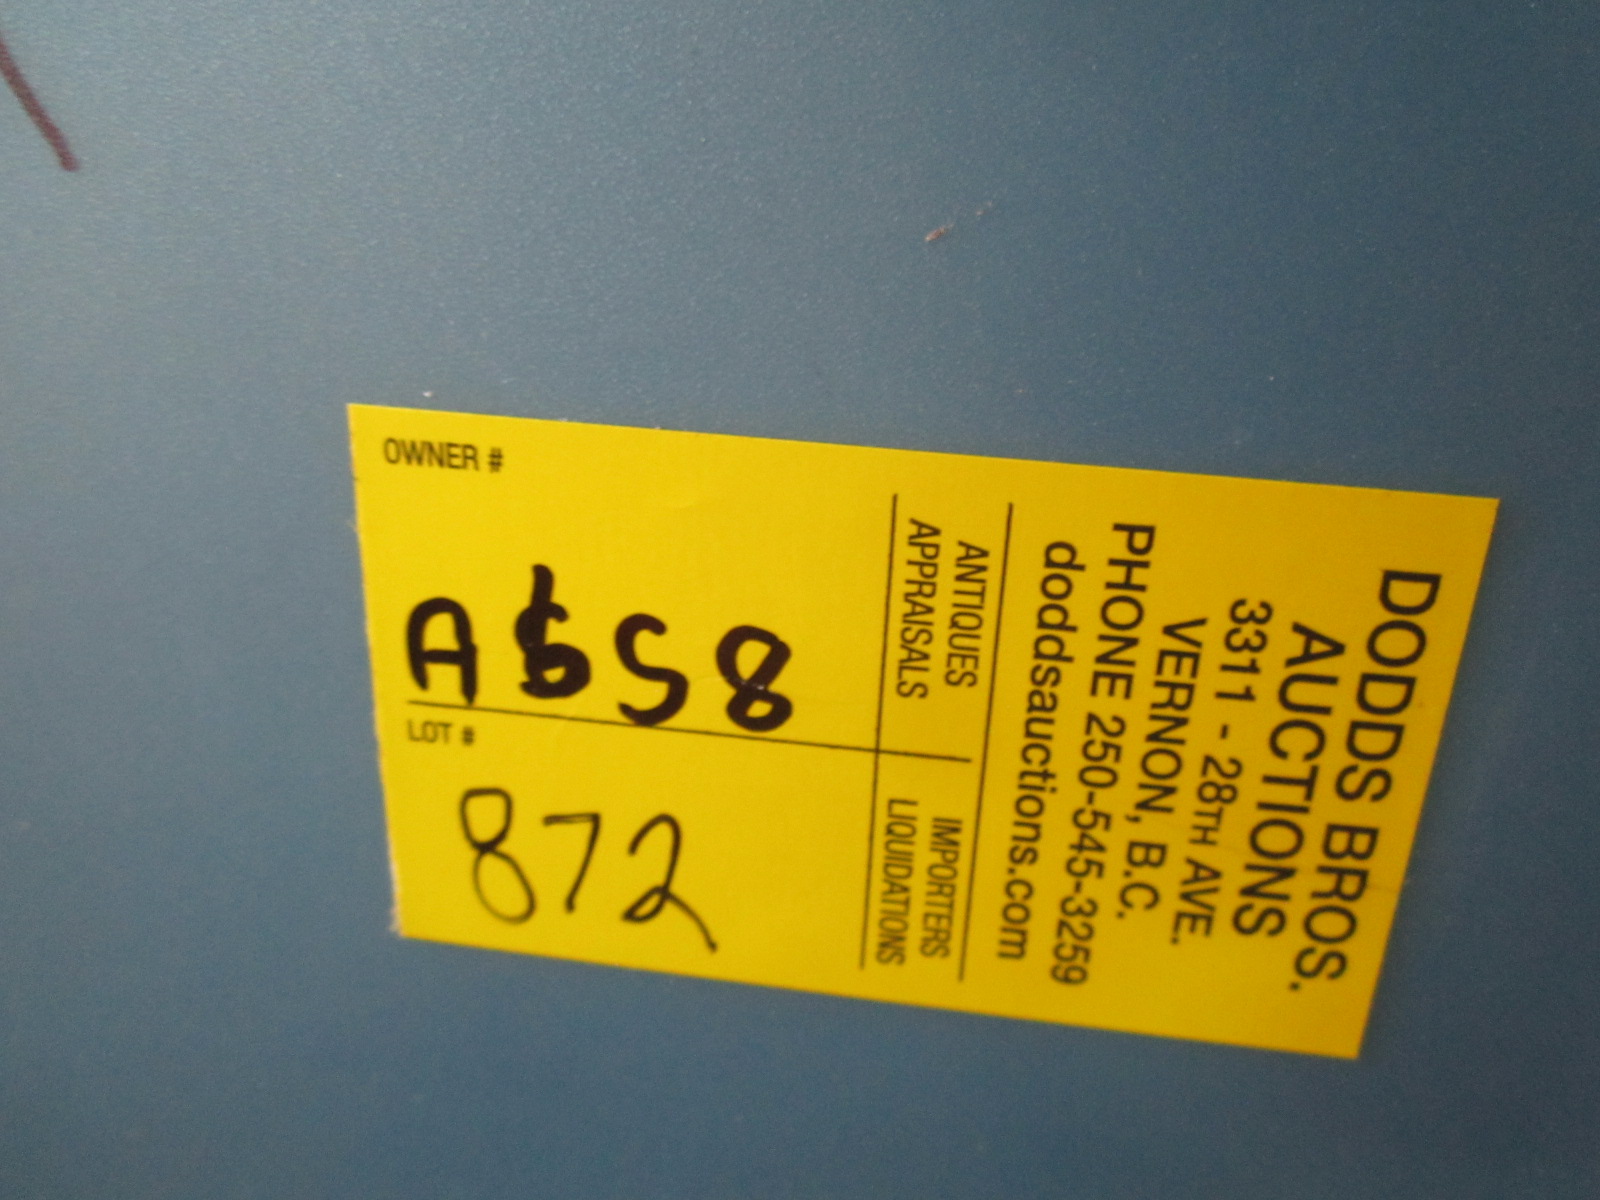 DODDS BROS.
AUCTIONS
3311 - 28TH AVE.
VERNON, B.C.
PHONE 250-545-3259
doddsauctions.com
ANTIQUES
APPRAISALS
IMPORTERS
LIQUIDATIONS
OWNER #
LOT #
872